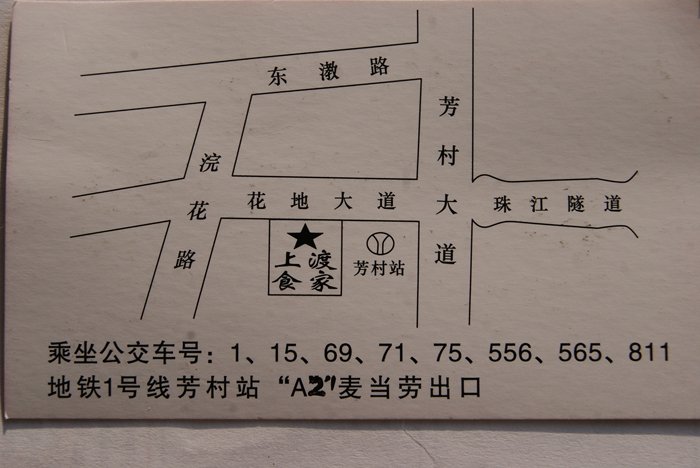 东漖路
芳村大道
浣花路
花地大道
珠江隧道
上渡
食家
芳村站
乘坐公交车号：1、15、69、71、75、556、565、811
地铁1号线芳村站“A2”麦当劳出口